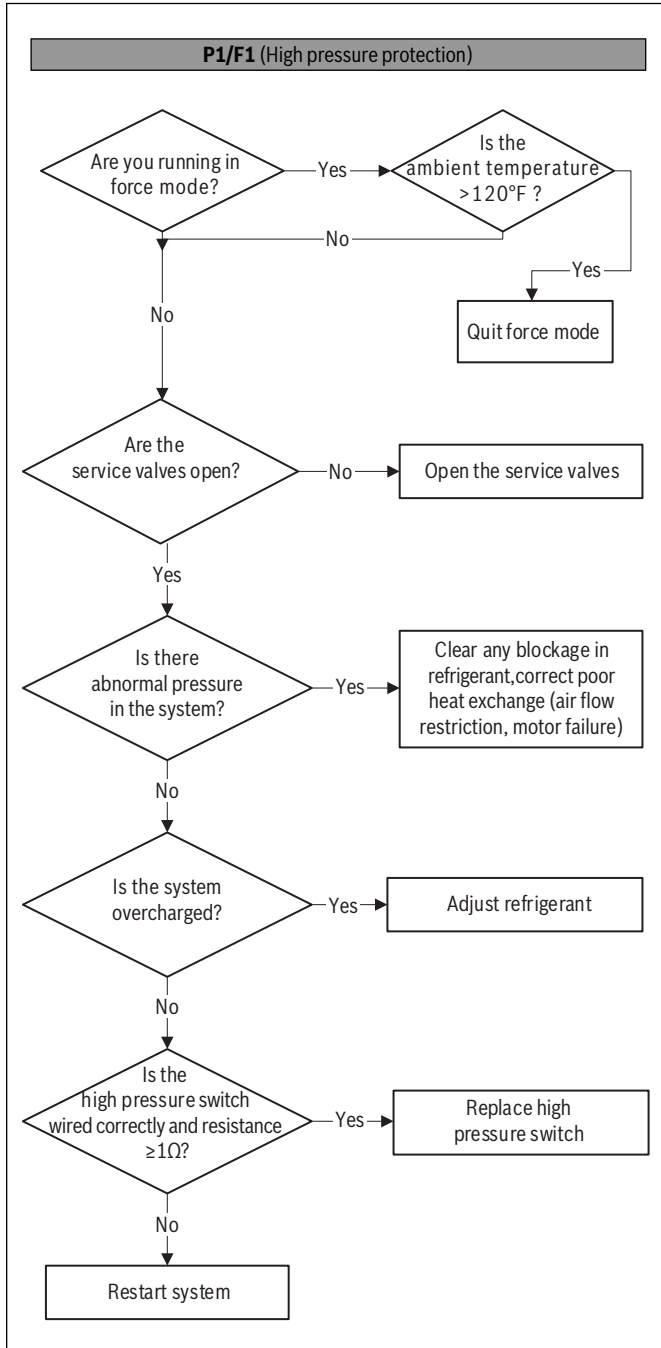 P1/F1 (High pressure protection)
Are you running in
force mode?
Yes
Is the
ambient temperature
>120°F ?
No
Yes
Quit force mode
No
Are the
service valves open?
No
Open the service valves
Yes
Is there
abnormal pressure
in the system?
Yes
Clear any blockage in
refrigerant,correct poor
heat exchange (air flow
restriction, motor failure)
No
Is the system
overcharged?
Yes
Adjust refrigerant
No
Is the
high pressure switch
wired correctly and resistance
≥1Ω?
Yes
Replace high
pressure switch
No
Restart system